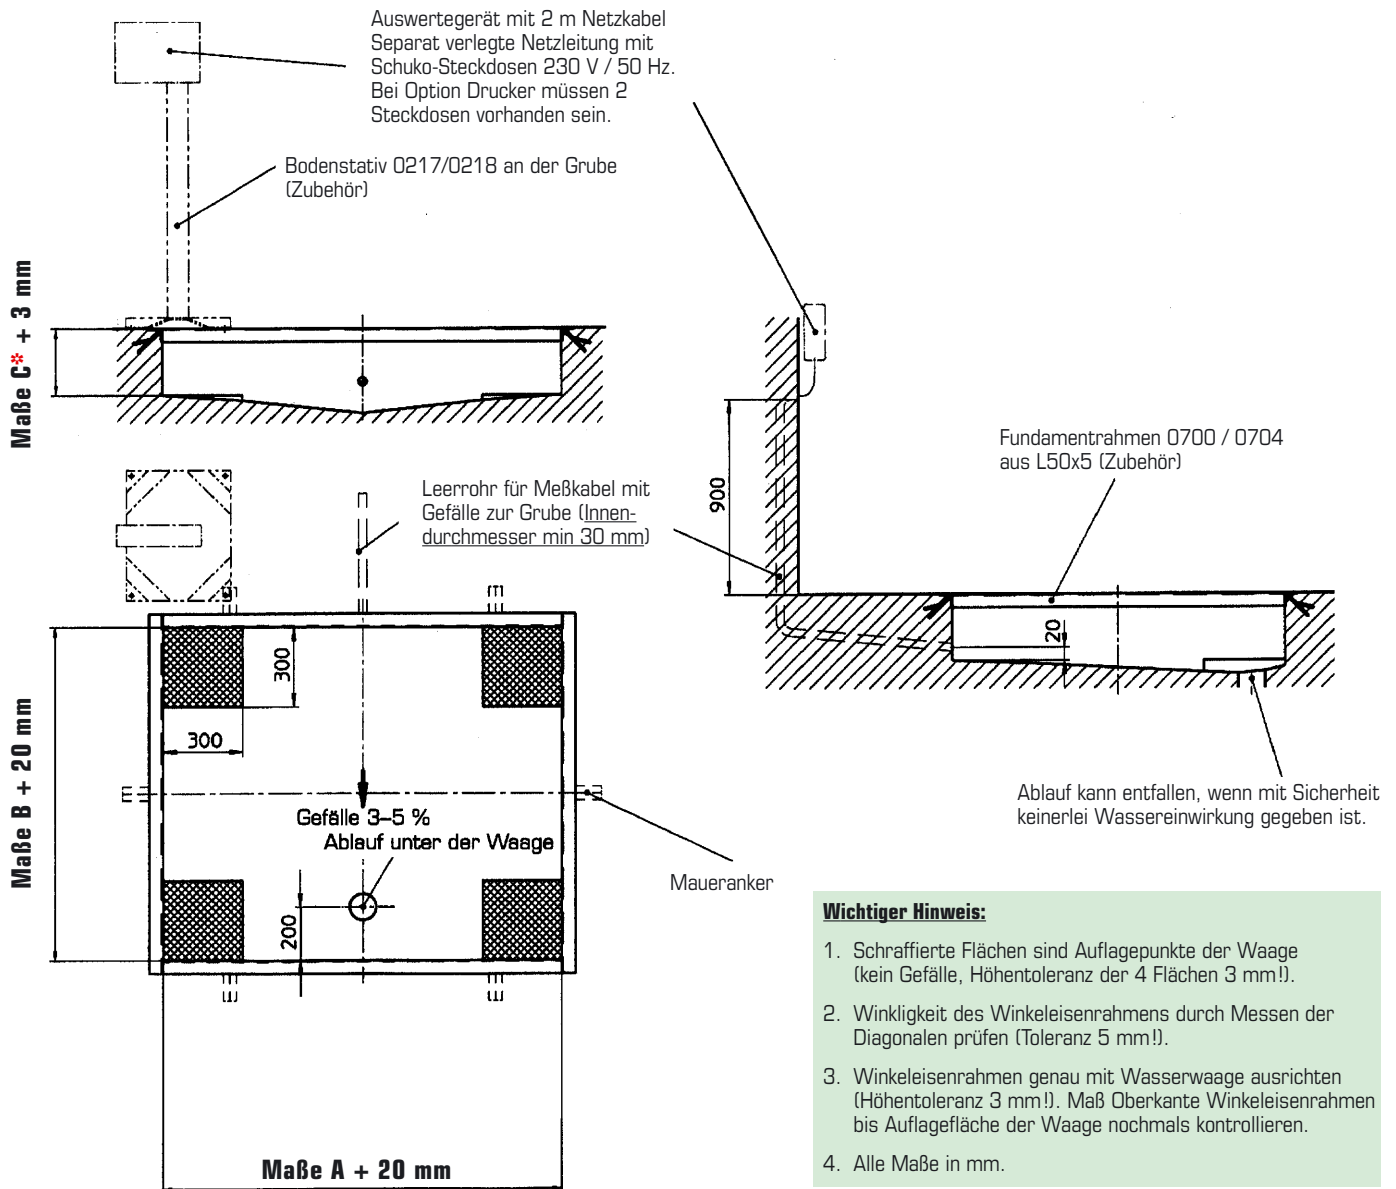 Auswertegerät mit 2 m Netzkabel
Separat verlegte Netzleitung mit
Schuko-Steckdosen 230 V / 50 Hz.
Bei Option Drucker müssen 2
Steckdosen vorhanden sein.
Bodenstativ 0217/0218 an der Grube
(Zubehör)
Maße C* + 3 mm
Fundamentrahmen 0700 / 0704
aus L50x5 (Zubehör)
Leerrohr für Meßkabel mit
Gefälle zur Grube (Innen-
durchmesser min 30 mm)
900
20
300
300
Maße B + 20 mm
Gefälle 3–5 %
Ablauf unter der Waage
200
Ablauf kann entfallen, wenn mit Sicherheit
keinerlei Wassereinwirkung gegeben ist.
Maueranker
Maße A + 20 mm
Wichtiger Hinweis:
1. Schraffierte Flächen sind Auflagepunkte der Waage
(kein Gefälle, Höhentoleranz der 4 Flächen 3 mm!).
2. Winkligkeit des Winkeleisenrahmens durch Messen der
Diagonalen prüfen (Toleranz 5 mm!).
3. Winkeleisenrahmen genau mit Wasserwaage ausrichten
(Höhentoleranz 3 mm!). Maß Oberkante Winkeleisenrahmen
bis Auflagefläche der Waage nochmals kontrollieren.
4. Alle Maße in mm.